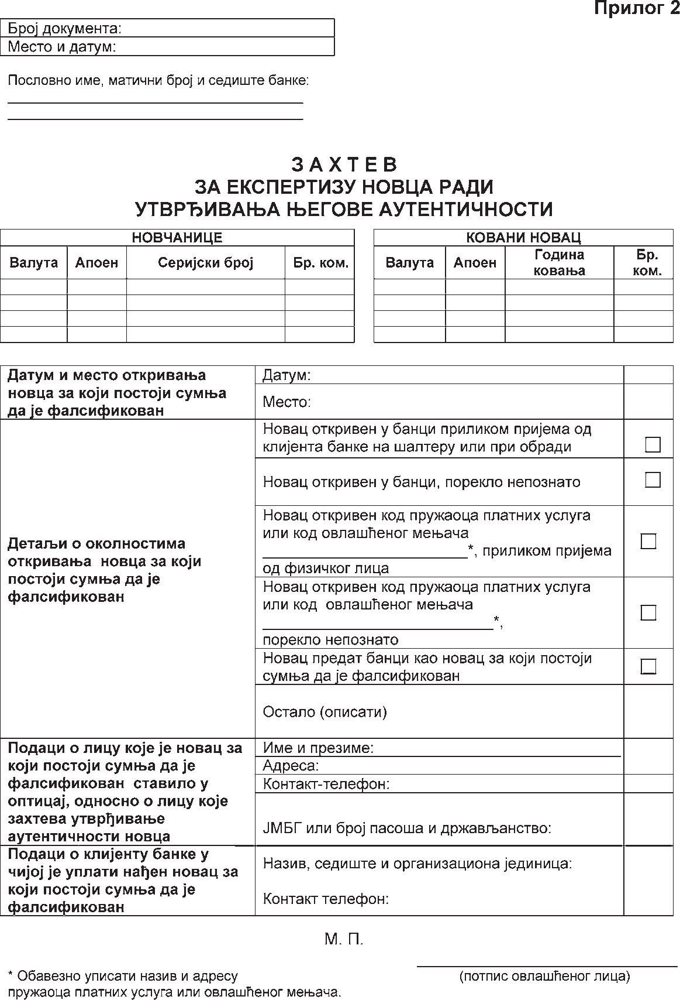 Прилог 2
Број документа:
Место и датум:
Пословно име, матични број и седиште банке:
З А Х Т Е В
ЗА ЕКСПЕРТИЗУ НОВЦА РАДИ
УТВРЂИВАЊА ЊЕГОВЕ АУТЕНТИЧНОСТИ
НОВЧАНИЦЕ
Валута Апоен Серијски број Бр. ком.
КОВАНИ НОВАЦ
Валута Апоен Година ковања Бр. ком.
Датум и место откривања
новца за који постоји сумња
да је фалсификован
Датум:
Место:
Детаљи о околностима
откривања новца за који
постоји сумња да је
фалсификован
Новац откривен у банци приликом пријема од
клијента банке на шалтеру или при обради
Новац откривен у банци, порекло непознато
Новац откривен код пружаоца платних услуга
или код овлашћеног мењача
__________________________*, приликом пријема
од физичког лица
Новац откривен код пружаоца платних услуга
или код овлашћеног мењача
_____________________________*,
порекло непознато
Новац предат банци као новац за који постоји
сумња да је фалсификован
Остало (описати)
Подаци о лицу које је новац за
који постоји сумња да је
фалсификован ставило у
оптицај, односно о лицу које
захтева утврђивање
аутентичности новца
Име и презиме:
Адреса:
Контакт-телефон:
ЈМБГ или број пасоша и држављанство:
Подаци о клијенту банке у
чијој је уплати нађен новац за
који постоји сумња да је
фалсификован
Назив, седиште и организациона јединица:
Контакт телефон:
М. П.
* Обавезно уписати назив и адресу
пружаоца платних услуга или овлашћеног мењача.
(потпис овлашћеног лица)